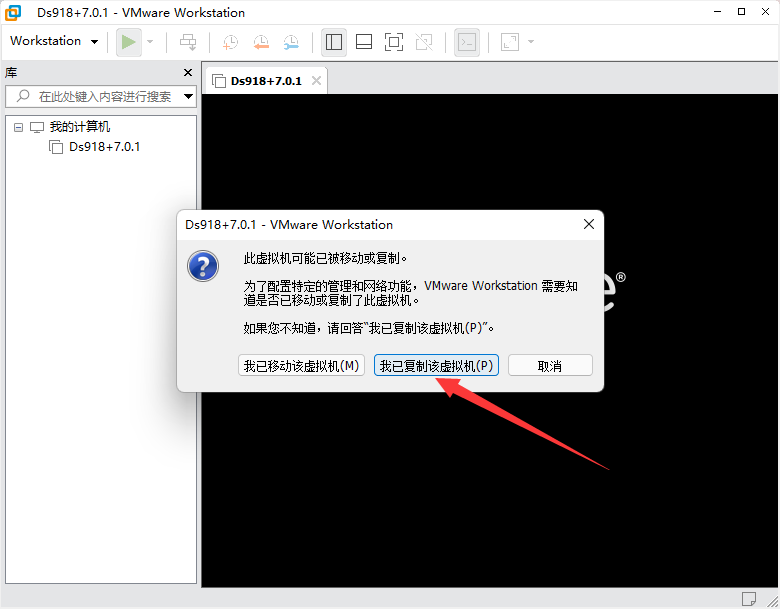 Ds918+7.0.1 - VMware Workstation
Workstation
库
Ds918+7.0.1
在此处键入内容进行搜索
我的计算机
Ds918+7.0.1
Ds918+7.0.1 - VMware Workstation
此虚拟机可能已被移动或复制。
为了配置特定的管理和网络功能，VMware Workstation 需要知
道是否已移动或复制了此虚拟机。
如果您不知道，请回答“我已复制该虚拟机(P)”。
我已移动该虚拟机(M)
我已复制该虚拟机(P)
取消
e®